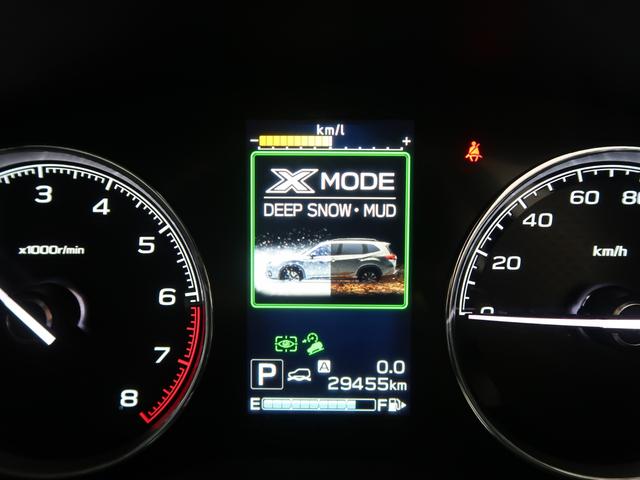 km/l
- +
X MODE
DEEP SNOW・MUD
3
4
5
6
7
8
x1000r/min
0
20
40
60
80
km/h
P
A 0.0
29455km
E F